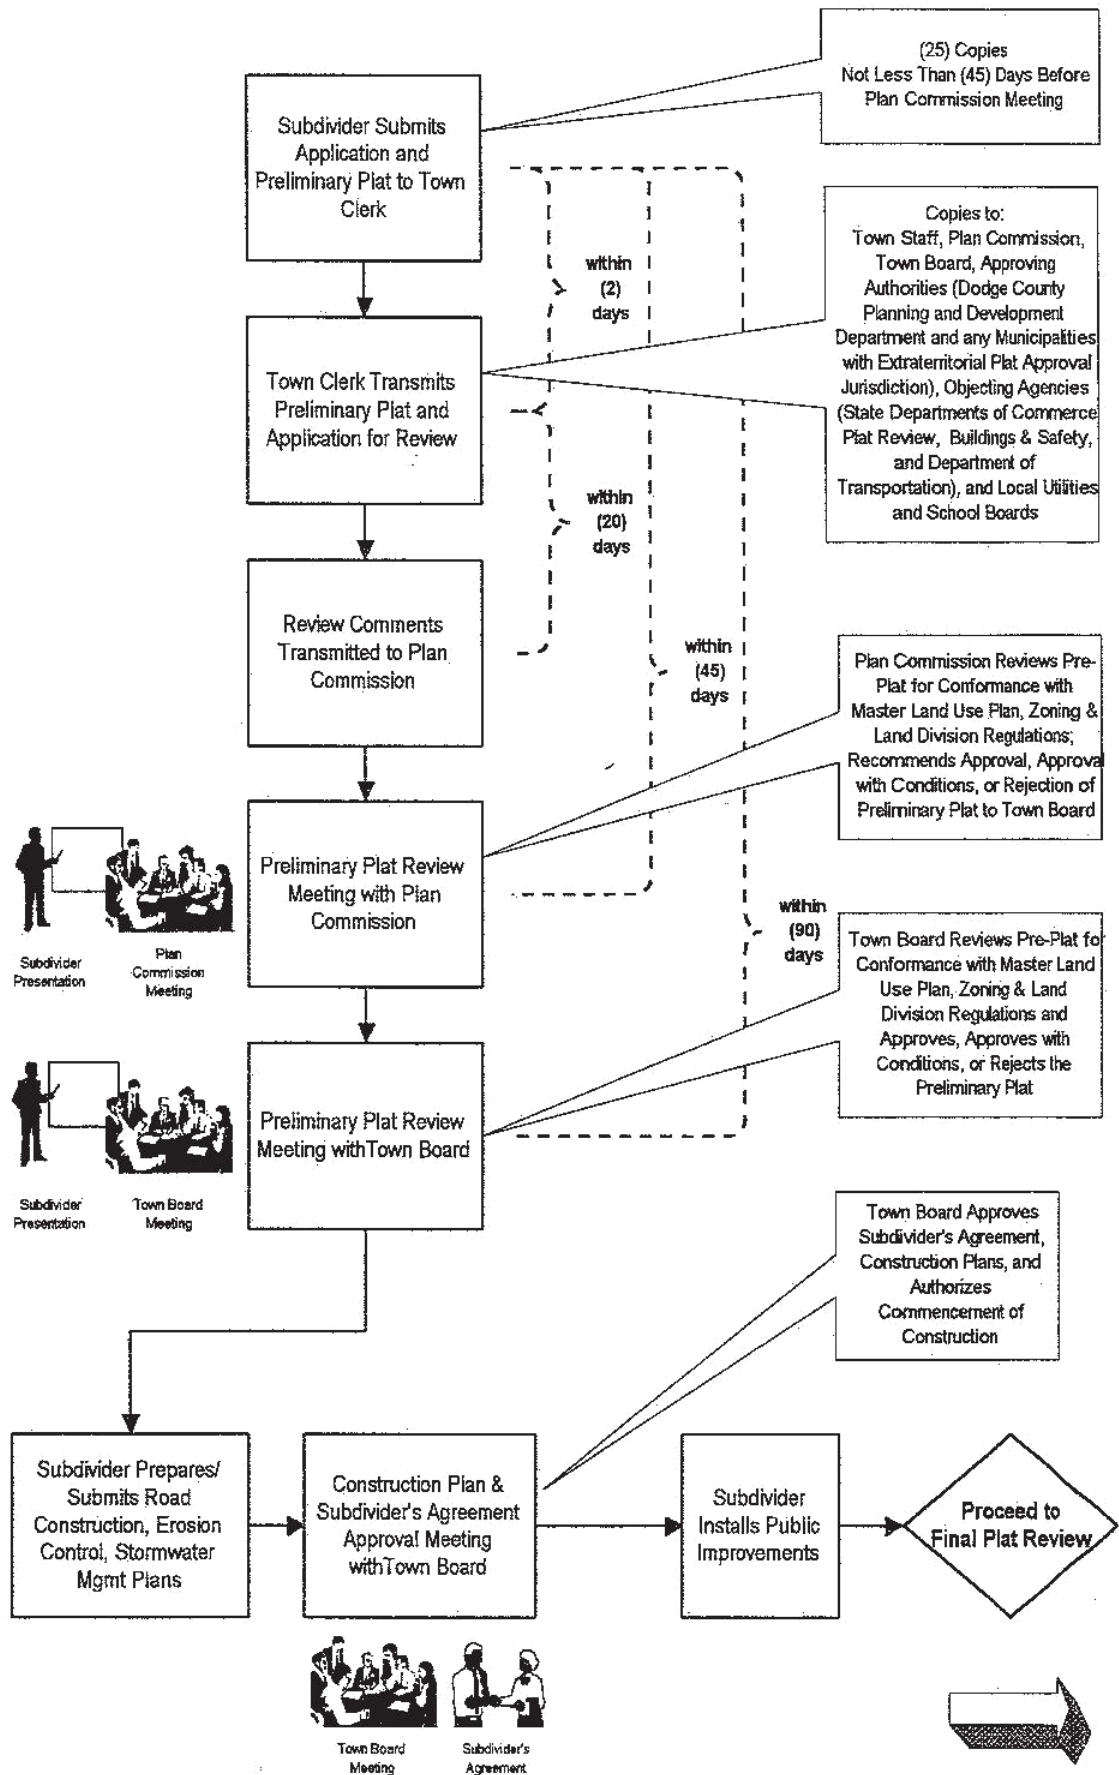 (25) Copies
Not Less Than (45) Days Before
Plan Commission Meeting
Subdivider Submits
Application and
Preliminary Plat to Town
Clerk
within
(2)
days
Copies to:
Town Staff, Plan Commission,
Town Board, Approving
Authorities (Dodge County
Planning and Development
Department and any Municipalities
with Extraterritorial Plat Approval
Jurisdiction), Objecting Agencies
(State Departments of Commerce
Plat Review, Buildings & Safety,
and Department of
Transportation), and Local Utilities
and School Boards
Town Clerk Transmits
Preliminary Plat and
Application for Review
within
(20)
days
Review Comments
Transmitted to Plan
Commission
within
(45)
days
Plan Commission Reviews Pre-
Plat for Conformance with
Master Land Use Plan, Zoning &
Land Division Regulations;
Recommends Approval, Approval
with Conditions, or Rejection of
Preliminary Plat to Town Board
Preliminary Plat Review
Meeting with Plan
Commission
Subdivider
Presentation
Plan
Commission
Meeting
within
(90)
days
Town Board Reviews Pre-Plat for
Conformance with Master Land
Use Plan, Zoning & Land
Division Regulations and
Approves, Approves with
Conditions, or Rejects the
Preliminary Plat
Preliminary Plat Review
Meeting withTown Board
Subdivider
Presentation
Town Board
Meeting
Town Board Approves
Subdivider's Agreement,
Construction Plans, and
Authorizes
Commencement of
Construction
Subdivider Prepares/
Submits Road
Construction, Erosion
Control, Stormwater
Mgmt Plans
Construction Plan &
Subdivider's Agreement
Approval Meeting
withTown Board
Subdivider
Installs Public
Improvements
Proceed to
Final Plat Review
Town Board
Meeting
Subdivider's
Agreement